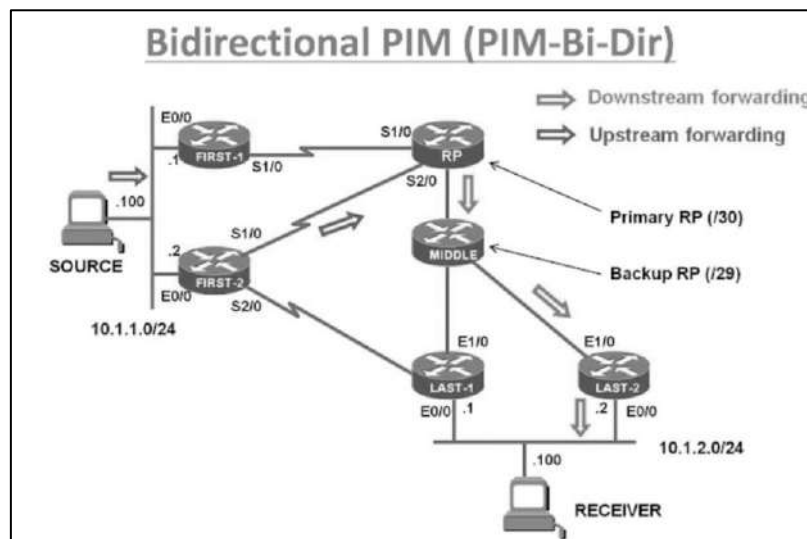 Bidirectional PIM (PIM-Bi-Dir)
Downstream forwarding
Upstream forwarding
E0/0
.1
FIRST-1
S1/0
S1/0
RP
S2/0
Primary RP (/30)
.100
SOURCE
.2
S1/0
FIRST-2
E0/0
S2/0
10.1.1.0/24
MIDDLE
Backup RP (/29)
E1/0
LAST-1
E0/0
.1
E1/0
LAST-2
.2
E0/0
10.1.2.0/24
.100
RECEIVER